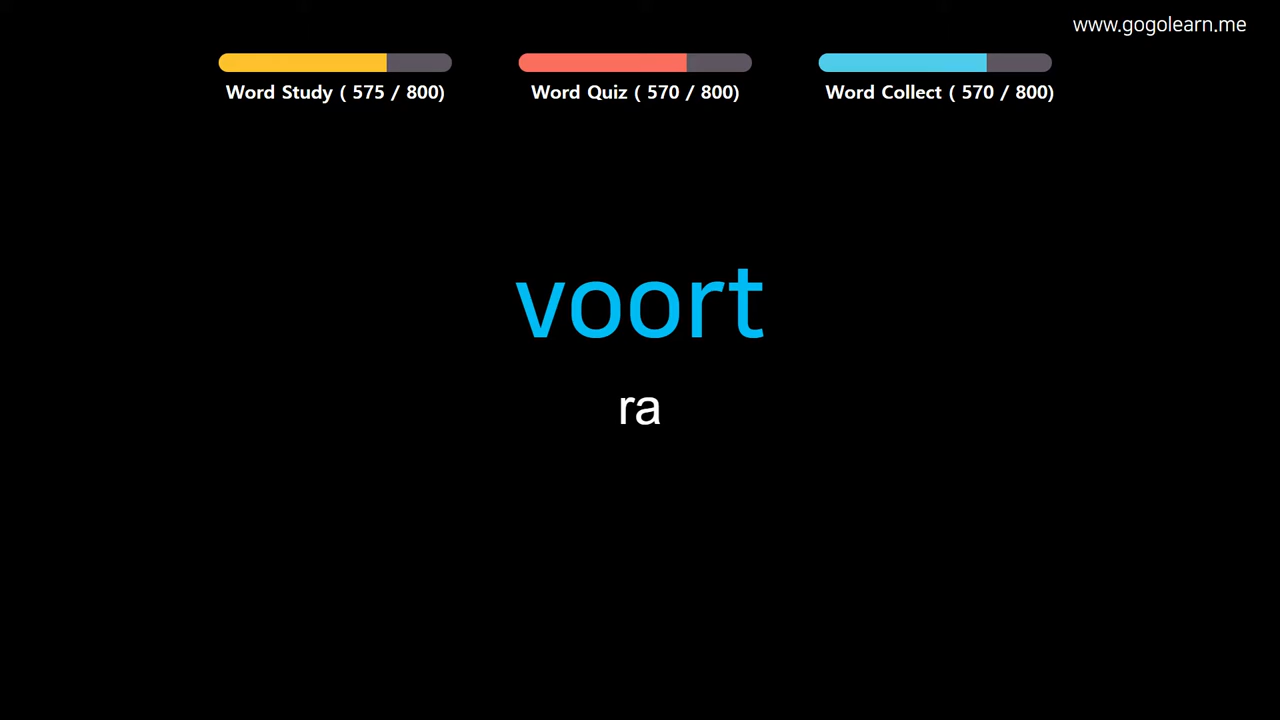 www.gogolearn.me
Word Study ( 575 / 800)
Word Quiz ( 570 / 800)
Word Collect ( 570 / 800)
voort
ra